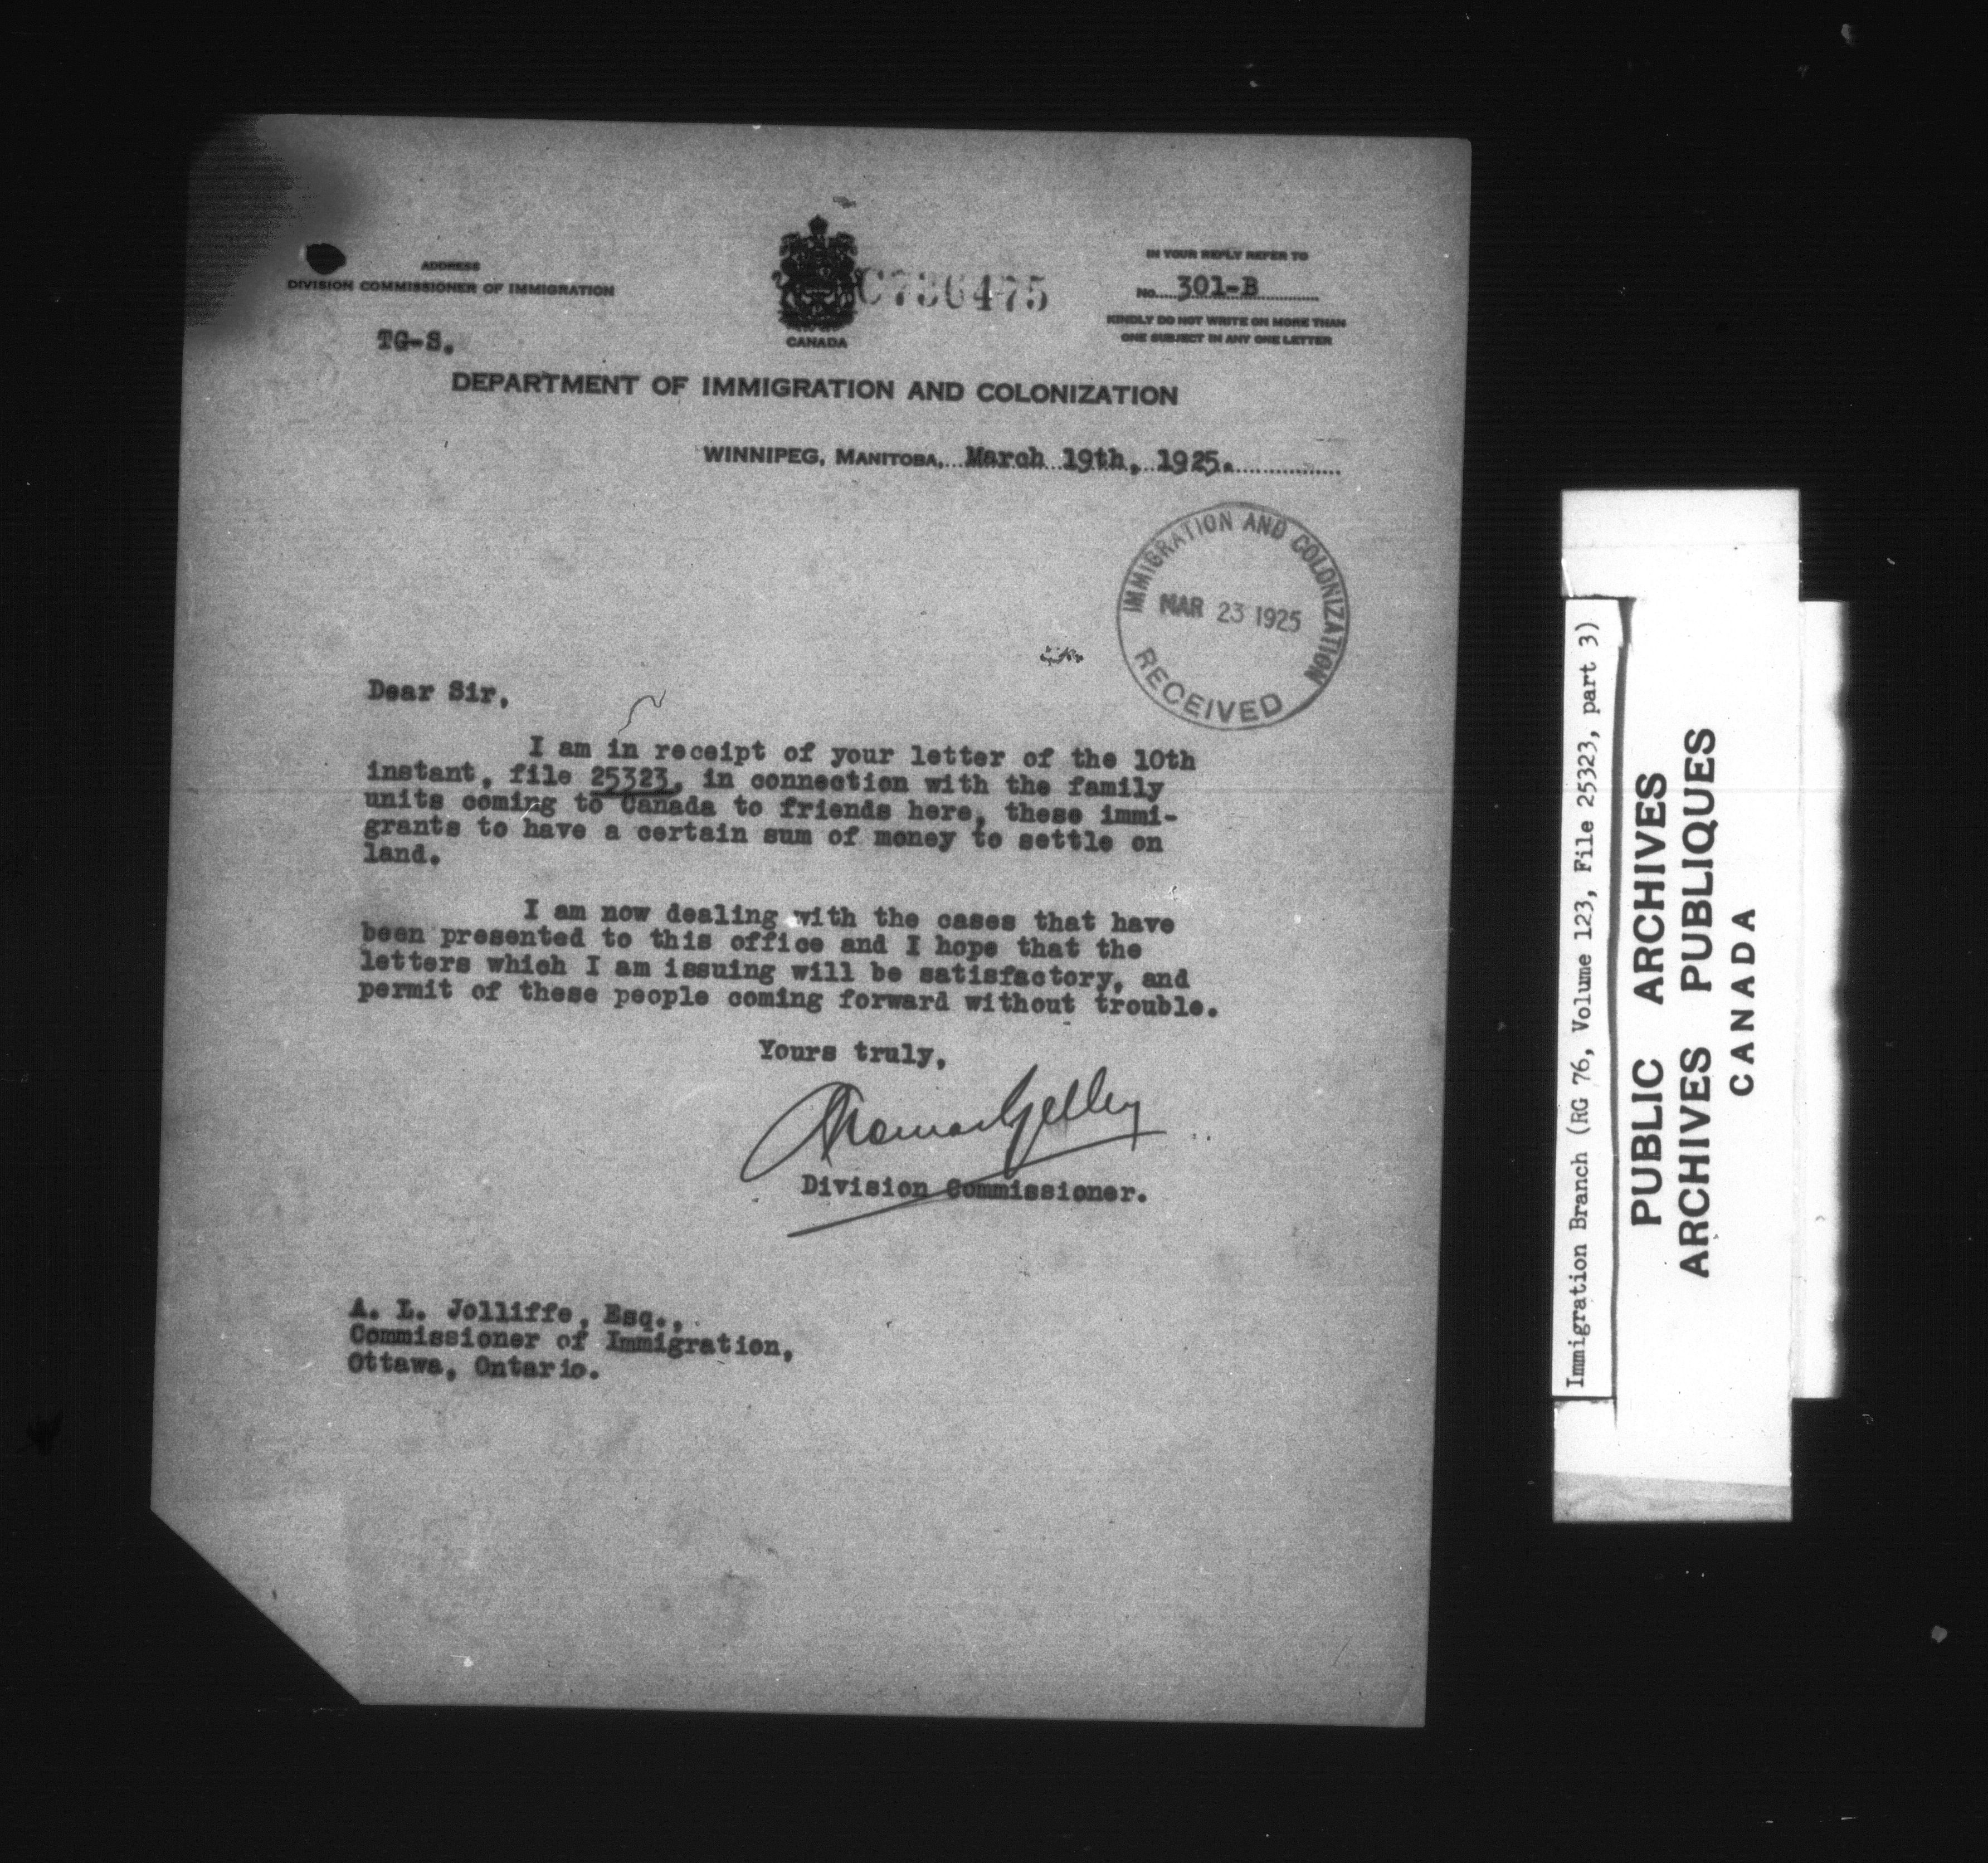 ADDRESS
DIVISION COMMISSIONER OF IMMIGRATION
TG-S.
CANADA
C736475
IN YOUR REPLY REFER TO
No. 301-B
KINDLY DO NOT WRITE ON MORE THAN
ONE SUBJECT IN ANY ONE LETTER
DEPARTMENT OF IMMIGRATION AND COLONIZATION
WINNIPEG, MANITOBA, March 19th, 1925.
IMMIGRATION AND COLONIZATION
MAR 23 1925
RECEIVED
Dear Sir,
I am in receipt of your letter of the 10th
instant, file 25323, in connection with the family
units coming to Canada to friends here, these immi-
grants to have a certain sum of money to settle on
land.
I am now dealing with the cases that have
been presented to this office and I hope that the
letters which I am issuing will be satisfactory, and
permit of these people coming forward without trouble.
Yours truly,
Thomas Gelley
Division Commissioner.
A. L. Jolliffe, Esq.,
Commissioner of Immigration,
Ottawa, Ontario.
Immigration Branch (RG 76, Volume 123, File 25323, part 3)
PUBLIC ARCHIVES
ARCHIVES PUBLIQUES
CANADA